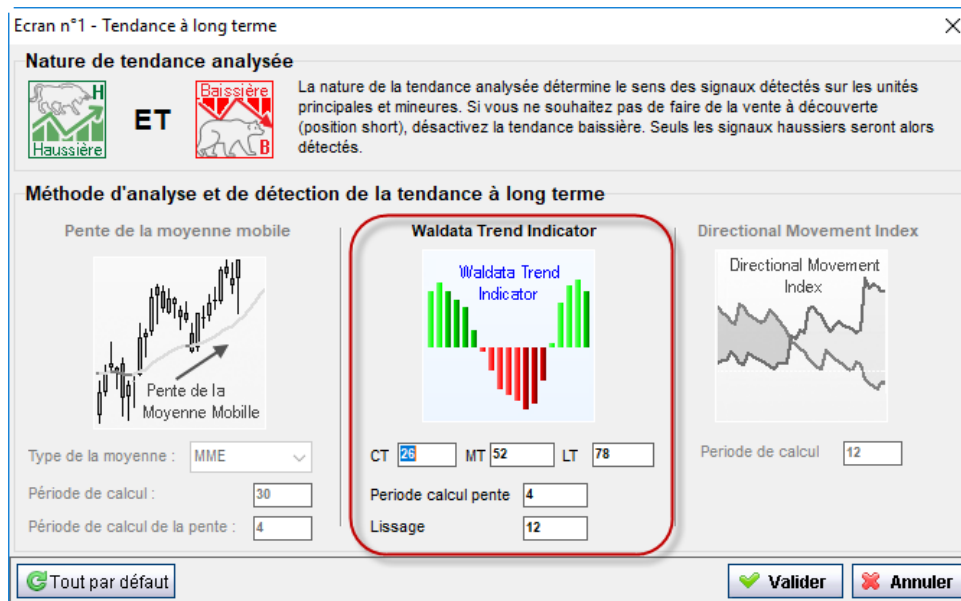 Ecran n°1 - Tendance à long terme
Nature de tendance analysée
H
Haussière
ET
Baissière
B
La nature de la tendance analysée détermine le sens des signaux détectés sur les unités
principales et mineures. Si vous ne souhaitez pas de faire de la vente à découverte
(position short), désactivez la tendance baissière. Seuls les signaux haussiers seront alors
détectés.
Méthode d'analyse et de détection de la tendance à long terme
Pente de la moyenne mobile
Pente de la
Moyenne Mobille
Type de la moyenne : MME
Période de calcul : 30
Période de calcul de la pente : 4
Waldata Trend Indicator
Waldata Trend
Indicator
CT 26 MT 52 LT 78
Periode calcul pente 4
Lissage 12
Directional Movement Index
Directional Movement
Index
Periode de calcul 12
Tout par défaut
Valider
Annuler